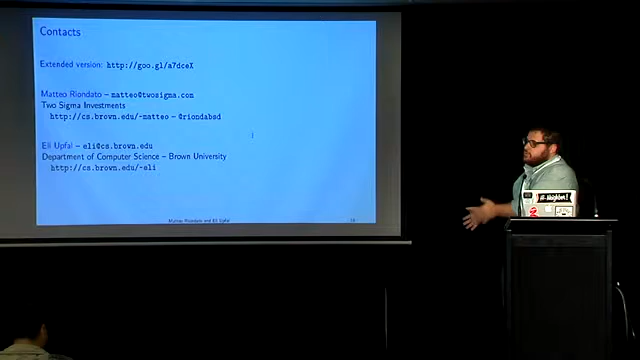 Contacts
Extended version: http://goo.gl/a7dceX
Matteo Riondato – matteo@twosigma.com
Two Sigma Investments
http://cs.brown.edu/~matteo – @riondabsd
Eli Upfal – eli@cs.brown.edu
Department of Computer Science – Brown University
http://cs.brown.edu/~eli
Matteo Riondato and Eli Upfal